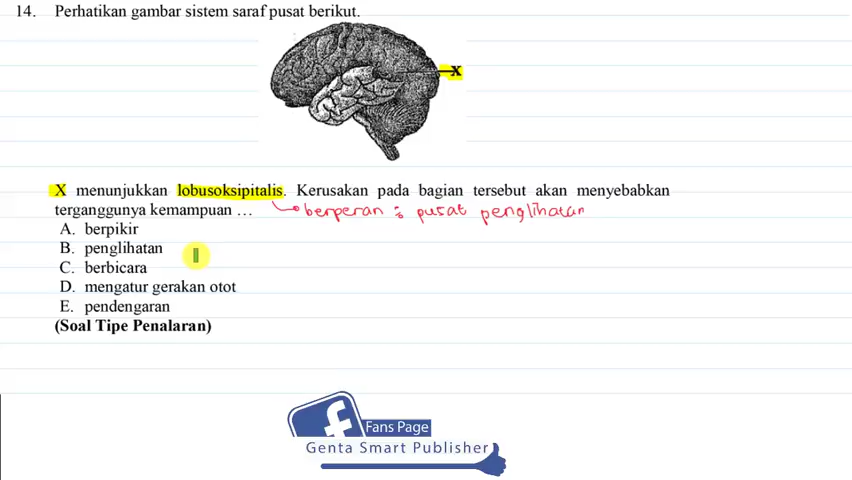 14. Perhatikan gambar sistem saraf pusat berikut.
X
X menunjukkan lobusoksipitalis. Kerusakan pada bagian tersebut akan menyebabkan
terganggunya kemampuan … berperan : pusat penglihatan
A. berpikir
B. penglihatan
C. berbicara
D. mengatur gerakan otot
E. pendengaran
(Soal Tipe Penalaran)
f Fans Page
Genta Smart Publisher